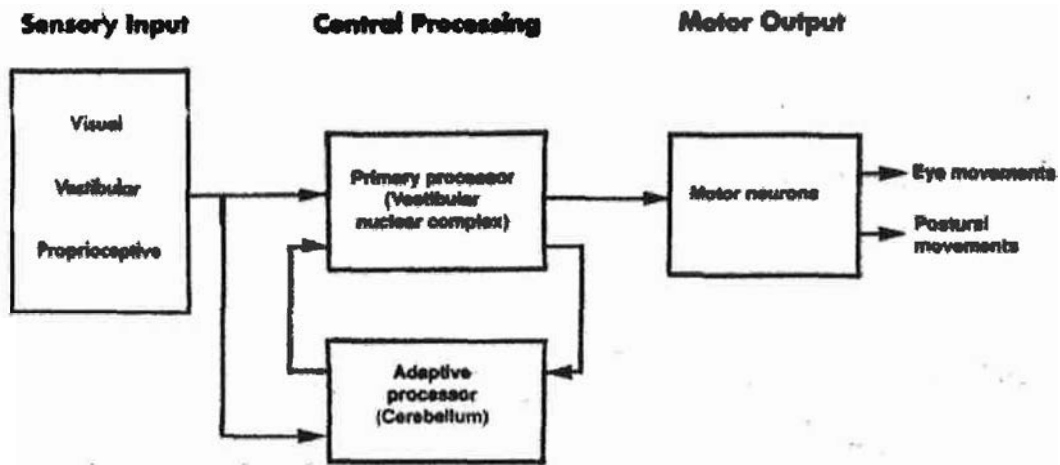 Sensory Input
Central Processing
Motor Output
Visual
Vestibular
Proprioceptive
Primary processor
(Vestibular
nuclear complex)
Adaptive
processor
(Cerebellum)
Motor neurons
Eye movements
Postural
movements